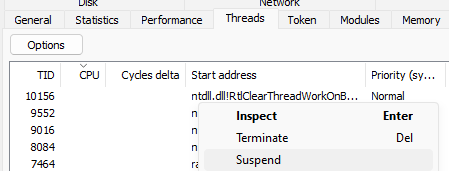 Disk Network
General Statistics Performance Threads Token Modules Memory
Options
TID CPU Cycles delta Start address Priority (sy...
10156 ntdll.dll!RtlClearThreadWorkOnB... Normal
9552 n Inspect Enter
9016 n
8084 n Terminate Del
7464 ra Suspend